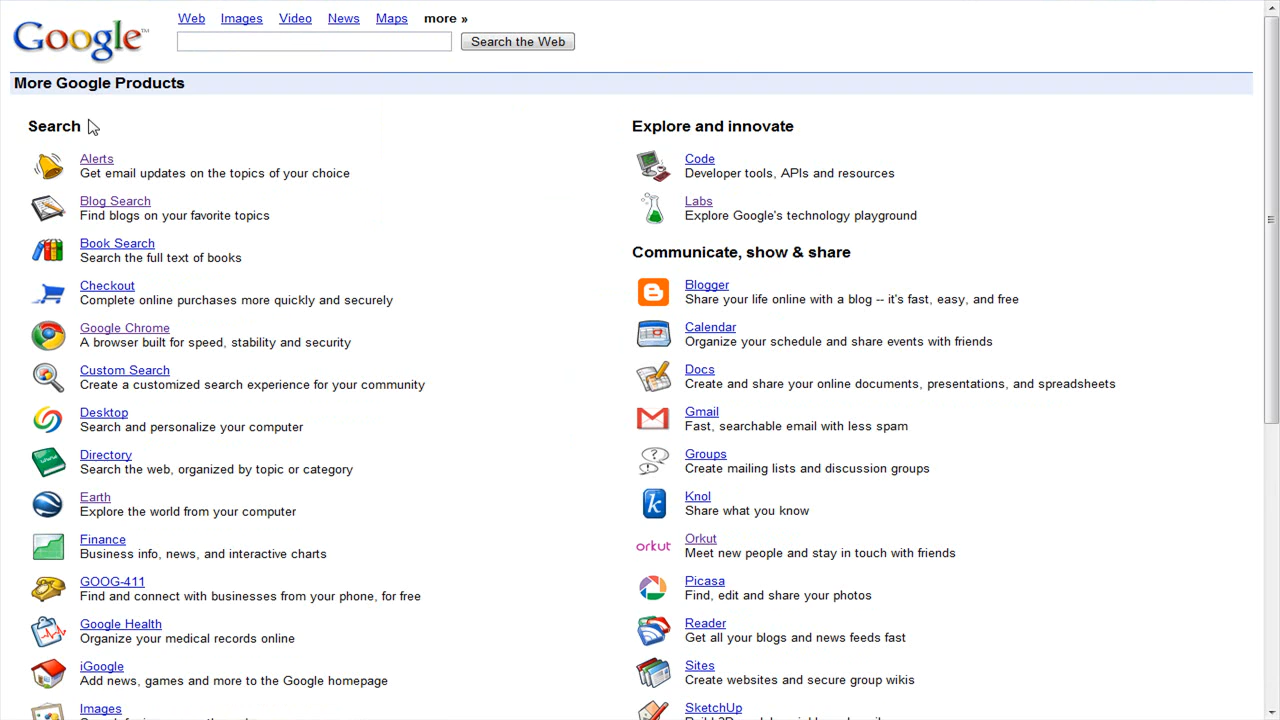 Web Images Video News Maps more »
Google™
Search the Web
More Google Products
Search
Alerts
Get email updates on the topics of your choice
Blog Search
Find blogs on your favorite topics
Book Search
Search the full text of books
Checkout
Complete online purchases more quickly and securely
Google Chrome
A browser built for speed, stability and security
Custom Search
Create a customized search experience for your community
Desktop
Search and personalize your computer
Directory
Search the web, organized by topic or category
Earth
Explore the world from your computer
Finance
Business info, news, and interactive charts
GOOG-411
Find and connect with businesses from your phone, for free
Google Health
Organize your medical records online
iGoogle
Add news, games and more to the Google homepage
Images
Explore and innovate
Code
Developer tools, APIs and resources
Labs
Explore Google's technology playground
Communicate, show & share
Blogger
Share your life online with a blog -- it's fast, easy, and free
Calendar
Organize your schedule and share events with friends
Docs
Create and share your online documents, presentations, and spreadsheets
Gmail
Fast, searchable email with less spam
Groups
Create mailing lists and discussion groups
Knol
Share what you know
orkut
Orkut
Meet new people and stay in touch with friends
Picasa
Find, edit and share your photos
Reader
Get all your blogs and news feeds fast
Sites
Create websites and secure group wikis
SketchUp